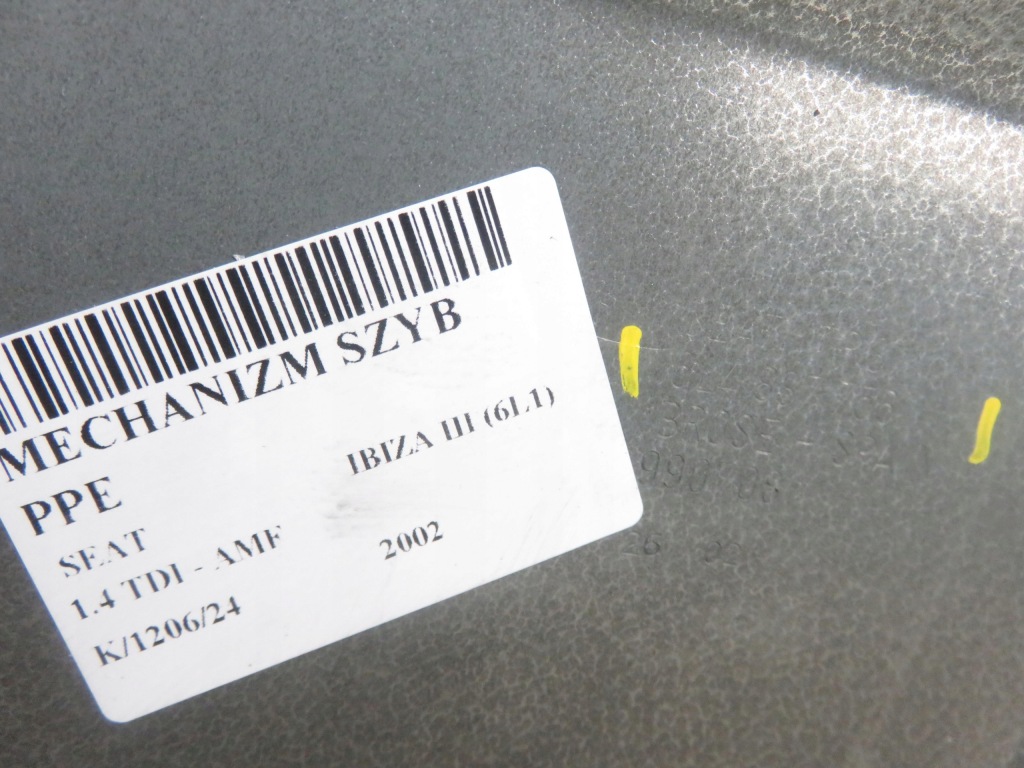 MECHANIZM SZYB
PPE
SEAT IBIZA III (6L1)
1.4 TDI - AMF 2002
K/1206/24